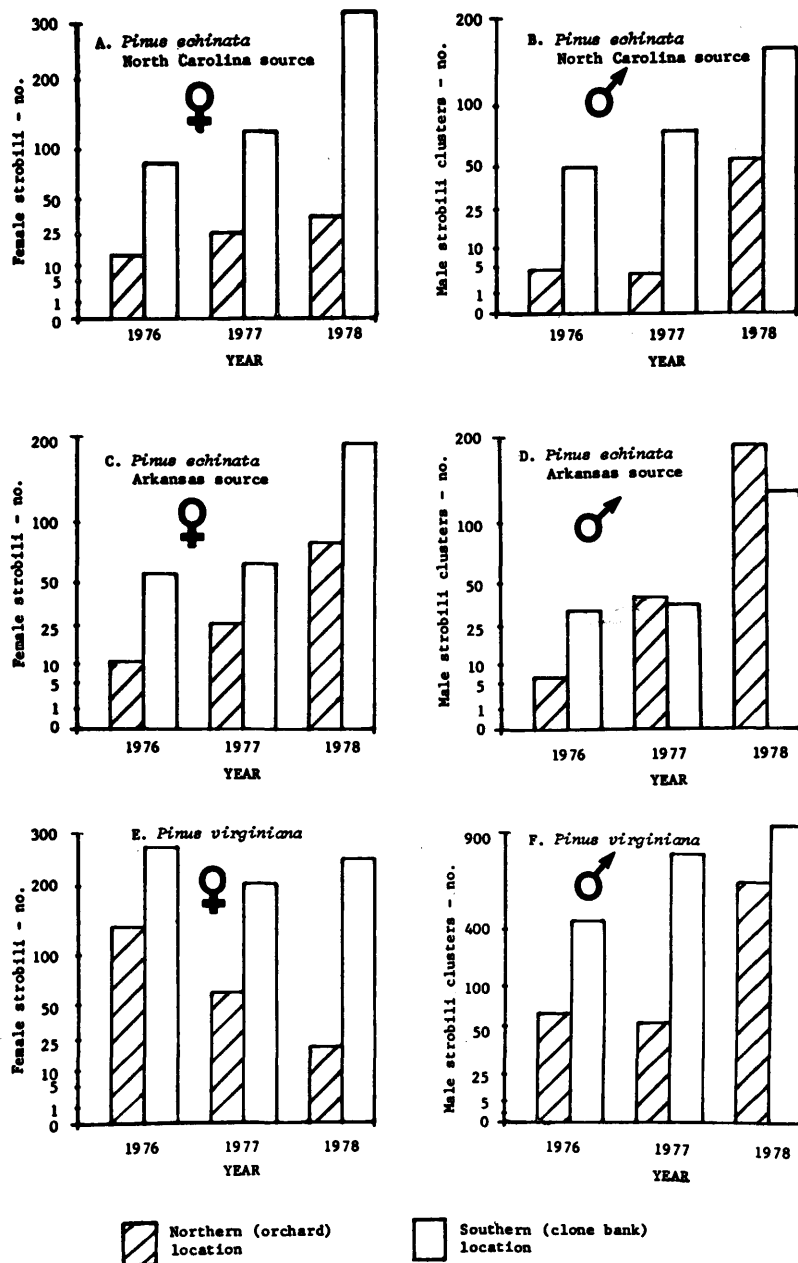 A. Pinus echinata
North Carolina source
Female strobili - no.
300
200
100
50
25
10
5
1
0
1976 1977 1978
YEAR
B. Pinus echinata
North Carolina source
Male strobili clusters - no.
200
100
50
25
10
5
1
0
1976 1977 1978
YEAR
C. Pinus echinata
Arkansas source
Female strobili - no.
200
100
50
25
10
5
1
0
1976 1977 1978
YEAR
D. Pinus echinata
Arkansas source
Male strobili clusters - no.
200
100
50
25
10
5
1
0
1976 1977 1978
YEAR
E. Pinus virginiana
Female strobili - no.
300
200
100
50
25
10
5
1
0
1976 1977 1978
YEAR
F. Pinus virginiana
Male strobili clusters - no.
900
400
100
50
25
5
1
0
1976 1977 1978
YEAR
Northern (orchard)
location
Southern (clone bank)
location